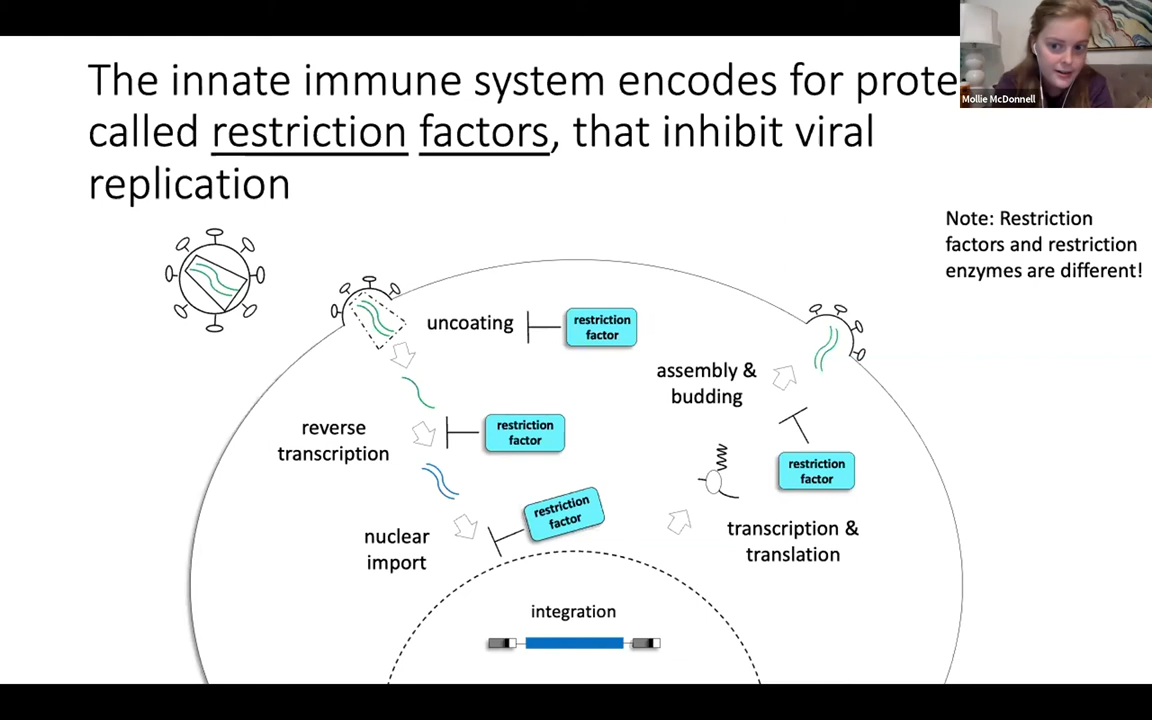 The innate immune system encodes for prote
called restriction factors, that inhibit viral
replication
Mollie McDonnell
Note: Restriction
factors and restriction
enzymes are different!
uncoating
restriction
factor
assembly &
budding
reverse
transcription
restriction
factor
restriction
factor
restriction
factor
nuclear
import
transcription &
translation
integration